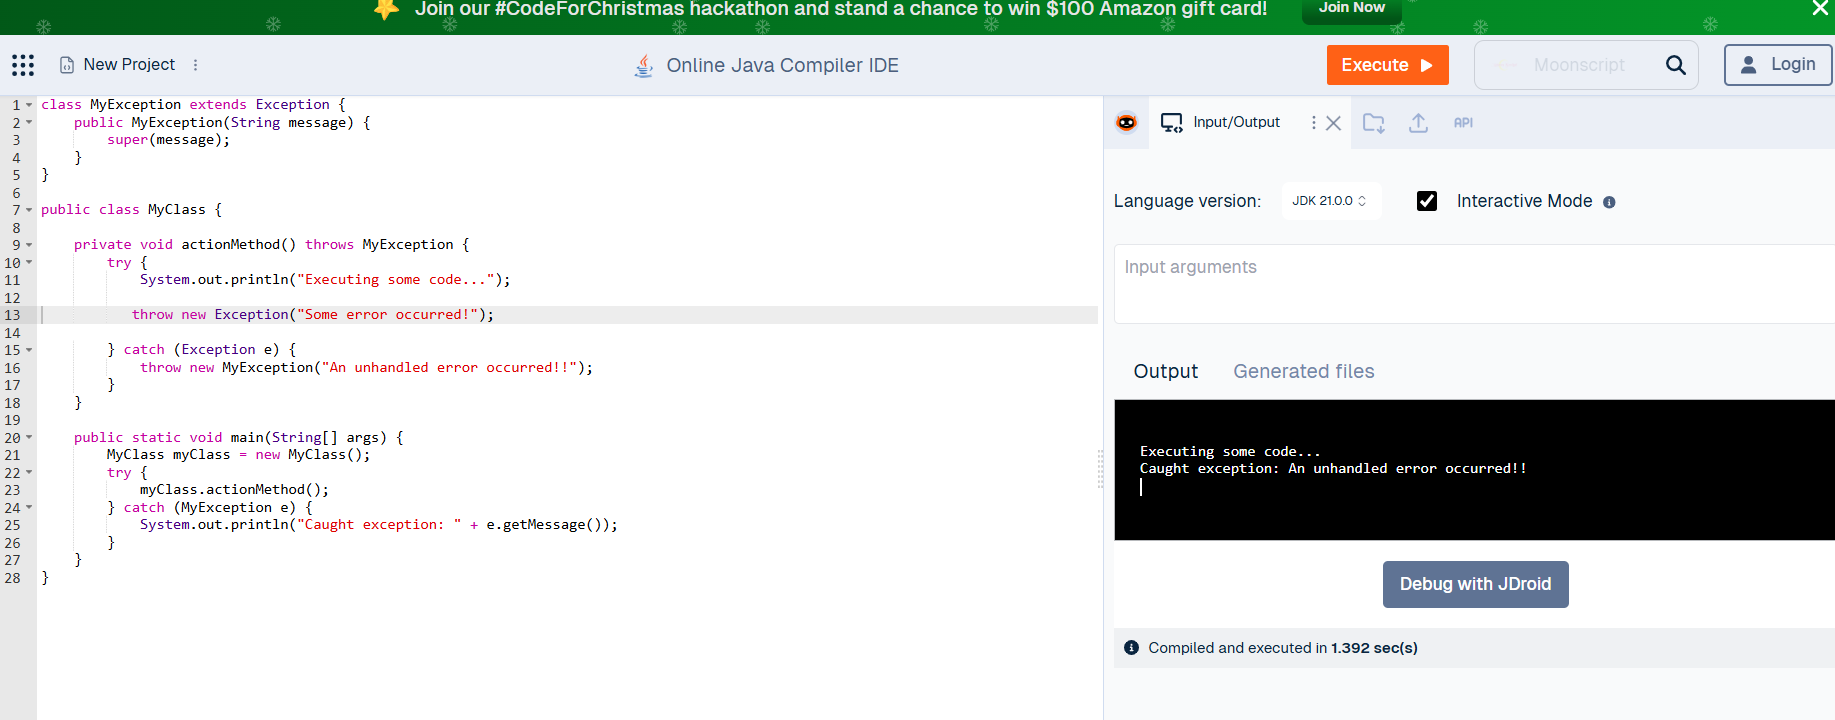 Join our #CodeForChristmas hackathon and stand a chance to win $100 Amazon gift card!
Join Now
New Project
Online Java Compiler IDE
Execute
Moonscript
Login
1 class MyException extends Exception {
2 public MyException(String message) {
3 super(message);
4 }
5 }
6
7 public class MyClass {
8
9 private void actionMethod() throws MyException {
10 try {
11 System.out.println("Executing some code...");
12
13 throw new Exception("Some error occurred!");
14
15 } catch (Exception e) {
16 throw new MyException("An unhandled error occurred!!");
17 }
18 }
19
20 public static void main(String[] args) {
21 MyClass myClass = new MyClass();
22 try {
23 myClass.actionMethod();
24 } catch (MyException e) {
25 System.out.println("Caught exception: " + e.getMessage());
26 }
27 }
28 }
Input/Output
API
Language version:
JDK 21.0.0
Interactive Mode
Input arguments
Output
Generated files
Executing some code...
Caught exception: An unhandled error occurred!!
Debug with JDroid
Compiled and executed in 1.392 sec(s)